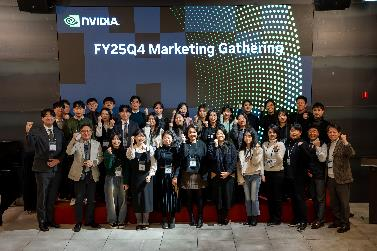 NVIDIA.
FY25Q4 Marketing Gathering